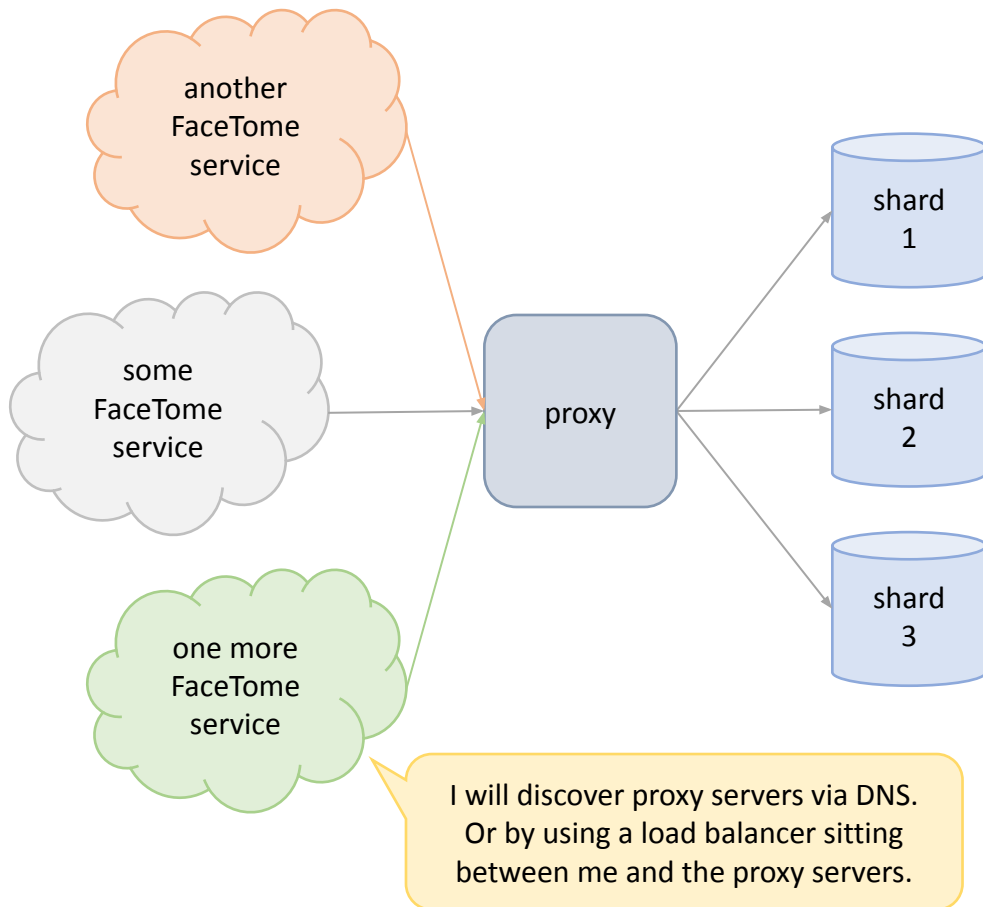 another
FaceTome
service
some
FaceTome
service
one more
FaceTome
service
proxy
shard
1
shard
2
shard
3
I will discover proxy servers via DNS.
Or by using a load balancer sitting
between me and the proxy servers.